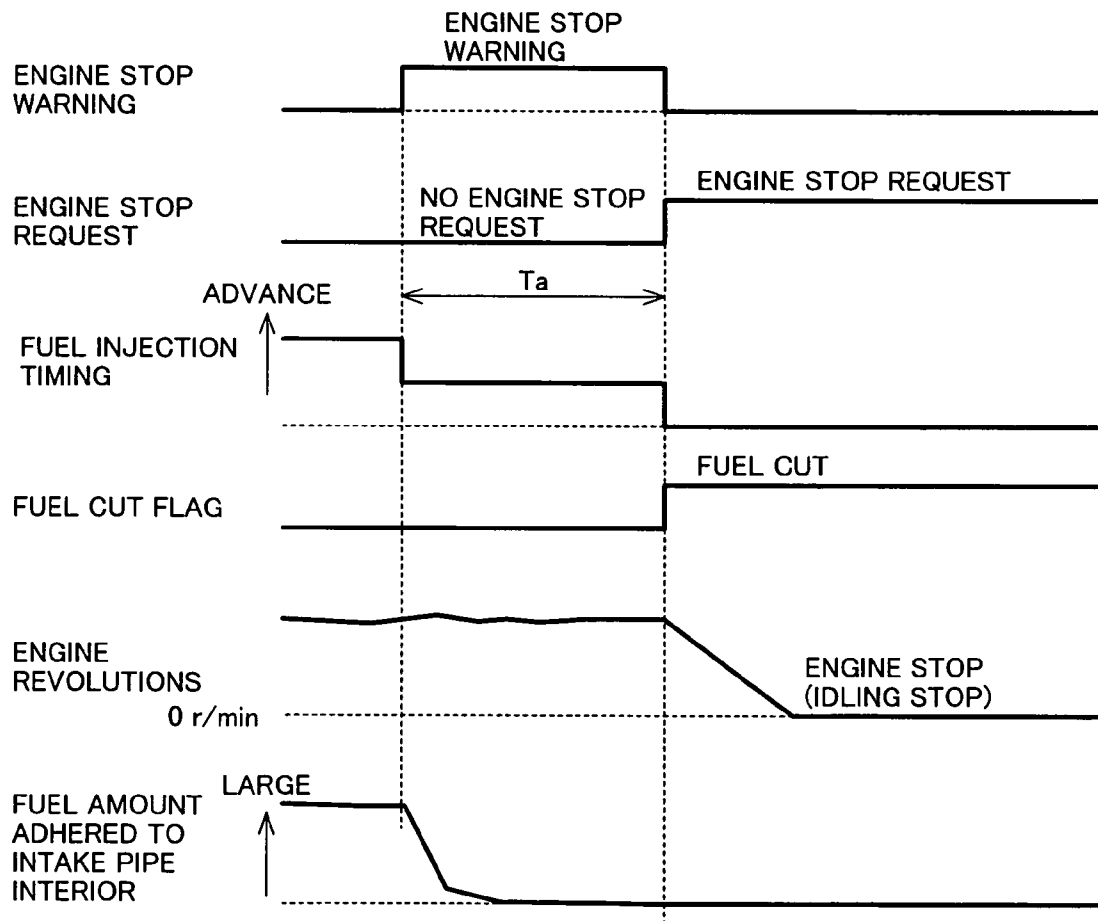 ENGINE STOP
WARNING
ENGINE STOP
WARNING
ENGINE STOP REQUEST
NO ENGINE STOP
REQUEST
ENGINE STOP
REQUEST
Ta
ADVANCE
FUEL INJECTION
TIMING
FUEL CUT
FUEL CUT FLAG
ENGINE
REVOLUTIONS
0 r/min
ENGINE STOP
(IDLING STOP)
LARGE
FUEL AMOUNT
ADHERED TO
INTAKE PIPE
INTERIOR